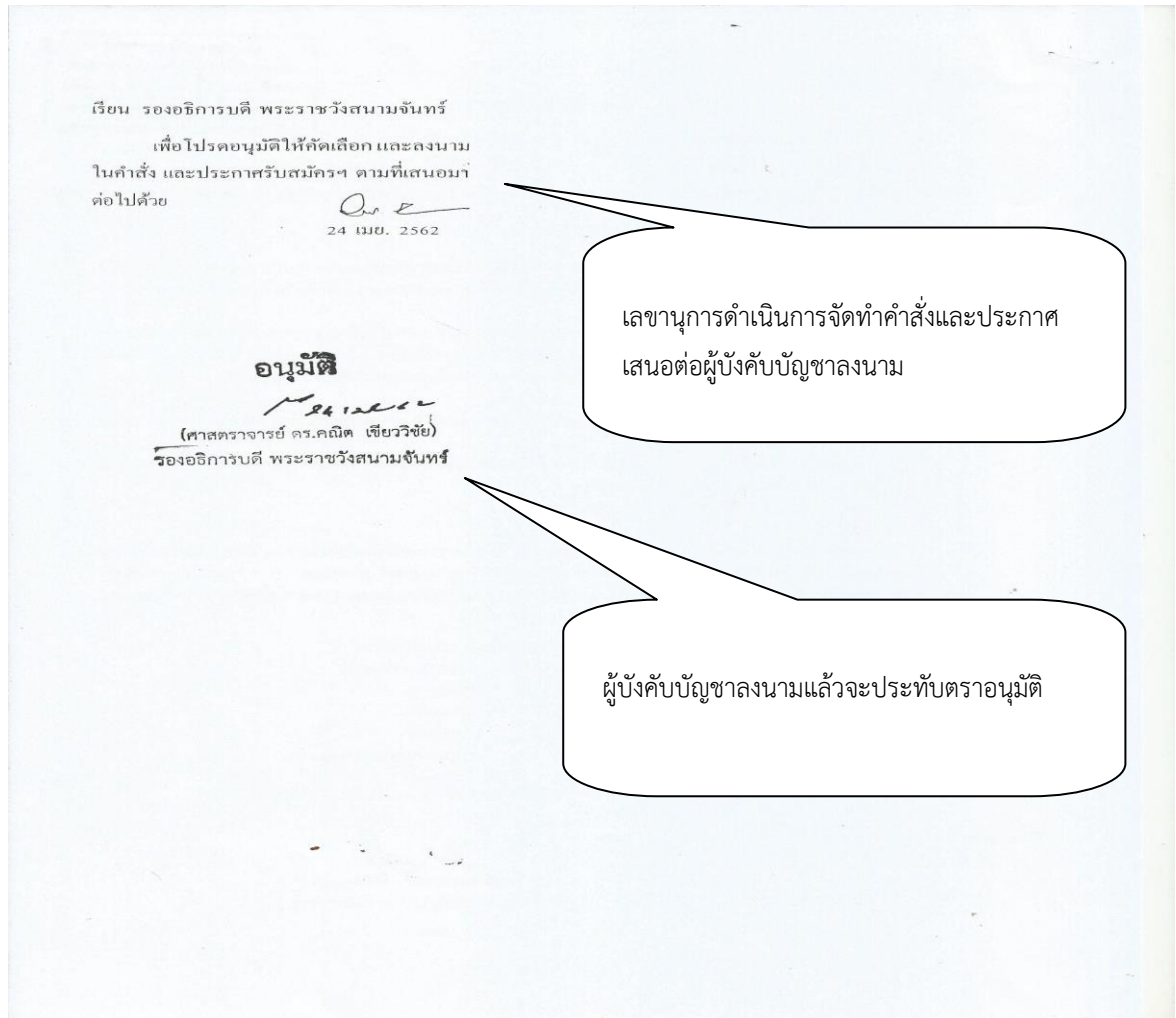 เรียน รองอธิการบดี พระราชวังสนามจันทร์
เพื่อโปรดอนุมัติให้คัดเลือก และลงนาม
ในคำสั่ง และประกาศรับสมัครฯ ตามที่เสนอมา
ต่อไปด้วย
24 เมย. 2562
เลขานุการดำเนินการจัดทำคำสั่งและประกาศ
เสนอต่อผู้บังคับบัญชาลงนาม
อนุมัติ
(ศาสตราจารย์ ดร.คณิต เขียววิชัย)
รองอธิการบดี พระราชวังสนามจันทร์
ผู้บังคับบัญชาลงนามแล้วจะประทับตราอนุมัติ